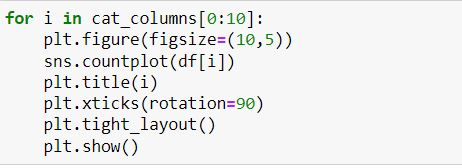 for i in cat_columns[0:10]:
    plt.figure(figsize=(10,5))
    sns.countplot(df[i])
    plt.title(i)
    plt.xticks(rotation=90)
    plt.tight_layout()
    plt.show()